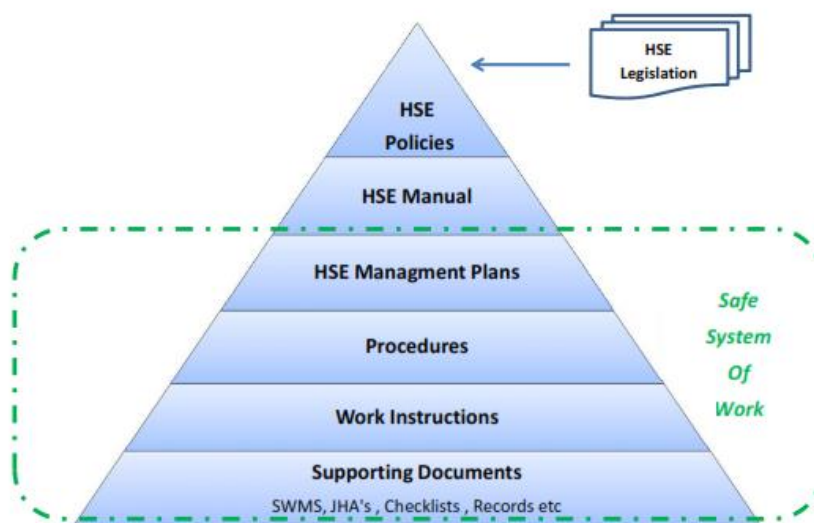 HSE
Legislation
HSE
Policies
HSE Manual
HSE Managment Plans
Procedures
Work Instructions
Supporting Documents
SWMS, JHA's , Checklists , Records etc
Safe
System
Of
Work